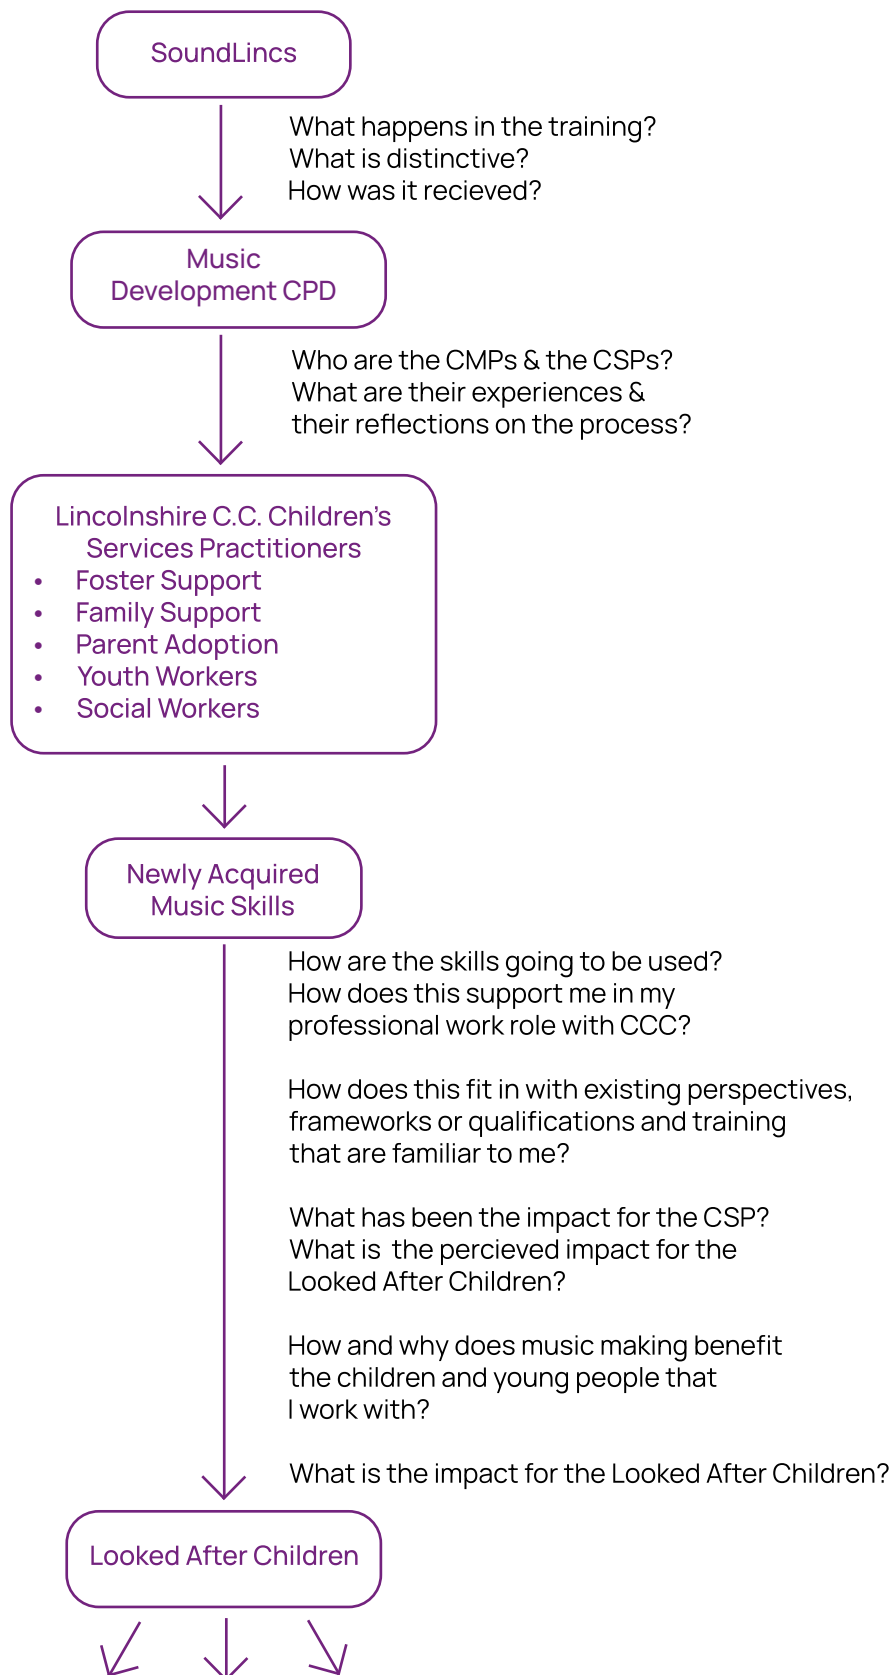 SoundLincs
What happens in the training?
What is distinctive?
How was it recieved?
Music
Development CPD
Who are the CMPs & the CSPs?
What are their experiences &
their reflections on the process?
Lincolnshire C.C. Children's
Services Practitioners
• Foster Support
• Family Support
• Parent Adoption
• Youth Workers
• Social Workers
Newly Acquired
Music Skills
How are the skills going to be used?
How does this support me in my
professional work role with CCC?
How does this fit in with existing perspectives,
frameworks or qualifications and training
that are familiar to me?
What has been the impact for the CSP?
What is the percieved impact for the
Looked After Children?
How and why does music making benefit
the children and young people that
I work with?
What is the impact for the Looked After Children?
Looked After Children